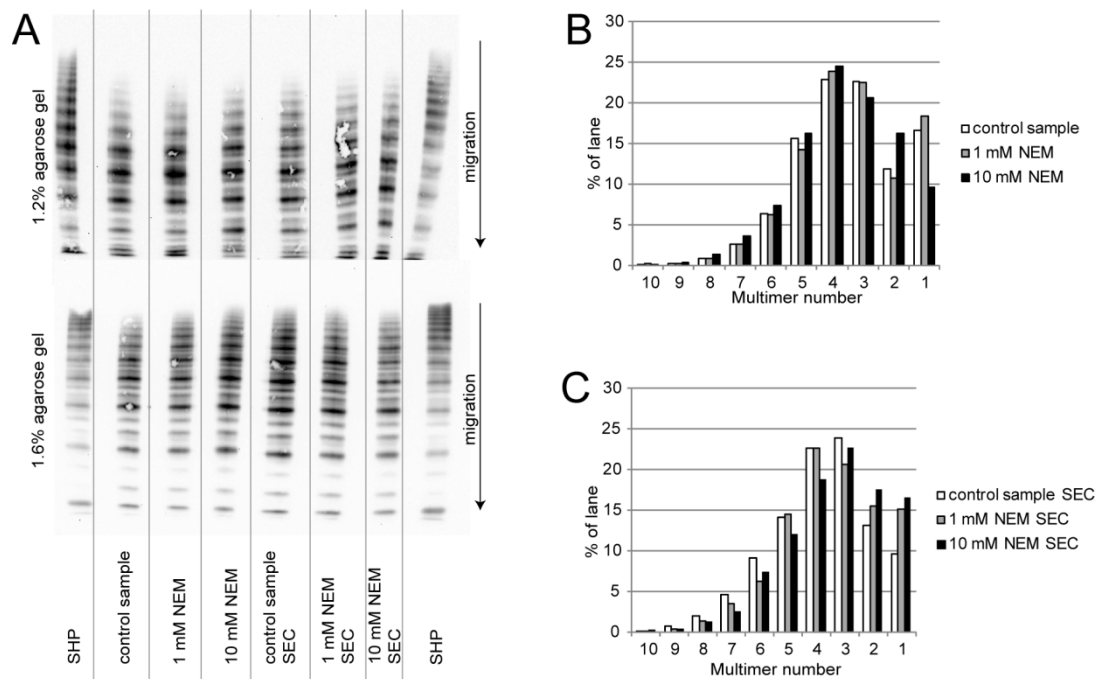 A
1.2% agarose gel
migration
1.6% agarose gel
migration
SHP
control sample
1 mM NEM
10 mM NEM
control sample
SEC
1 mM NEM
SEC
10 mM NEM
SEC
SHP
B
30
25
20
15
10
5
0
% of lane
10 9 8 7 6 5 4 3 2 1
Multimer number
control sample
1 mM NEM
10 mM NEM
C
30
25
20
15
10
5
0
% of lane
10 9 8 7 6 5 4 3 2 1
Multimer number
control sample SEC
1 mM NEM SEC
10 mM NEM SEC